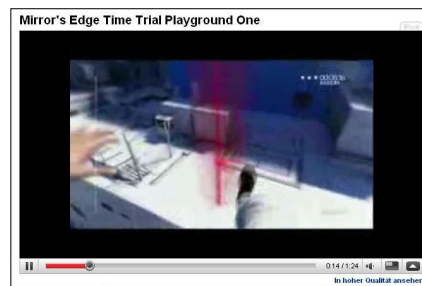 Mirror's Edge Time Trial Playground One
0:14 / 1:24
In hoher Qualität ansehen